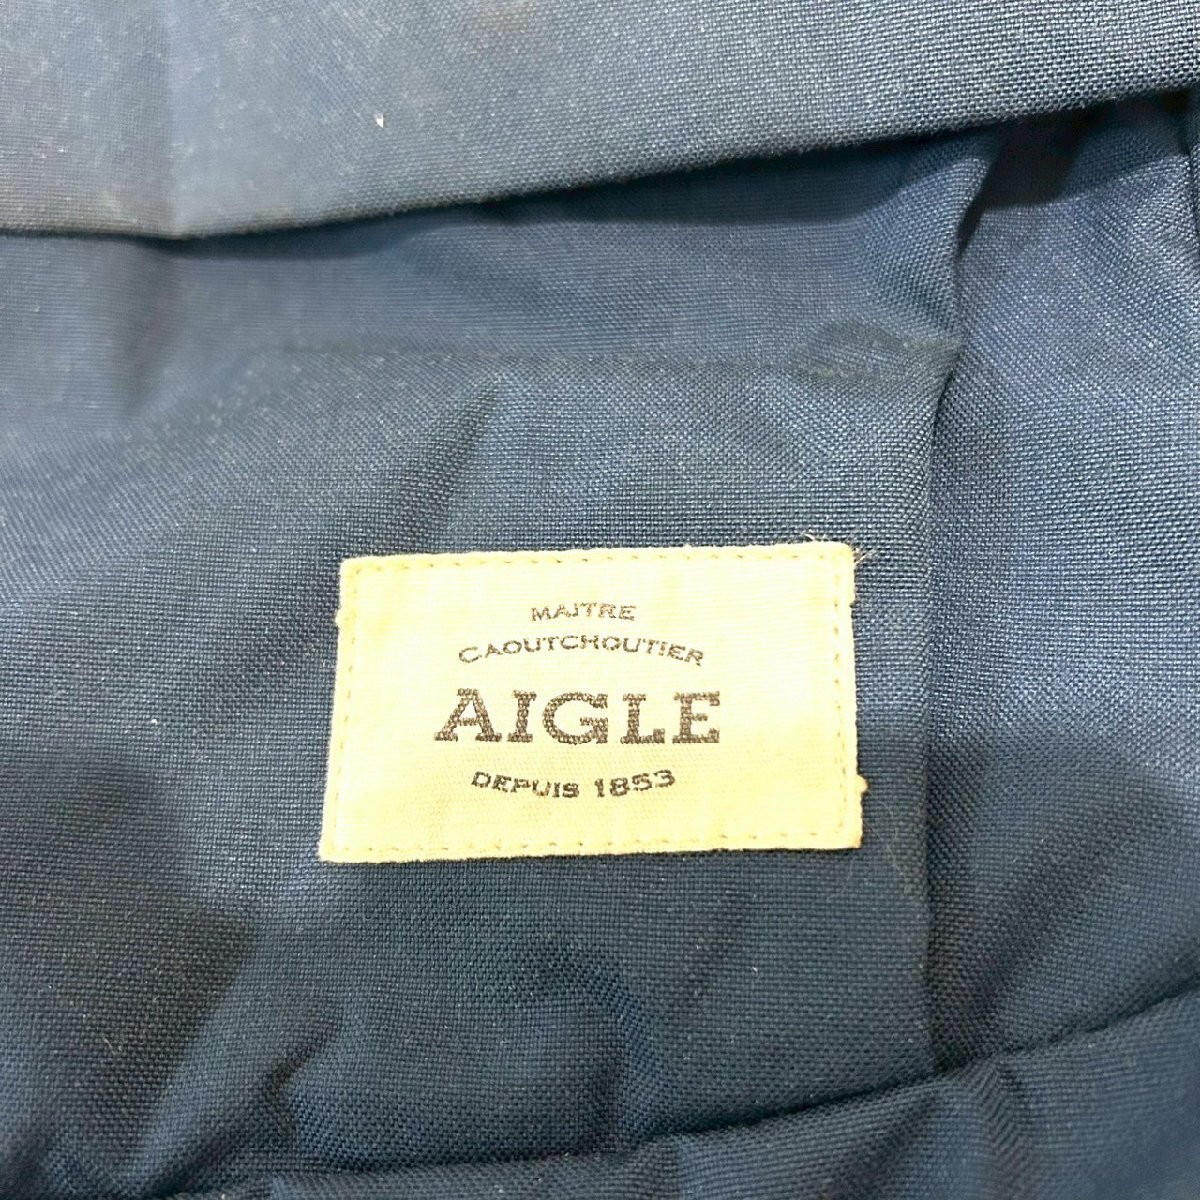 MAITRE
CAOUTCHOUTIER
AIGLE
DEPUIS 1853